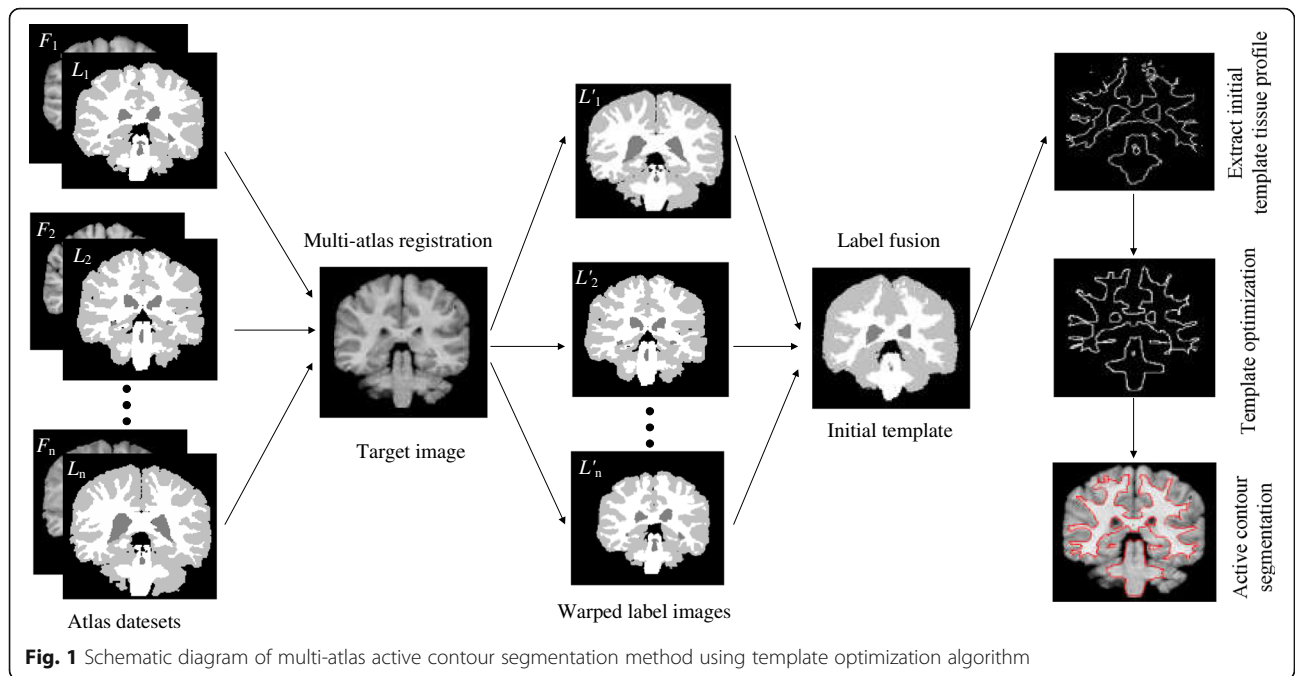 F1
L1
F2
L2
Fn
Ln
Atlas datesets
Multi-atlas registration
Target image
L'1
L'2
L'n
Warped label images
Label fusion
Initial template
Extract initial
template tissue profile
Template optimization
Active contour
segmentation
Fig. 1 Schematic diagram of multi-atlas active contour segmentation method using template optimization algorithm